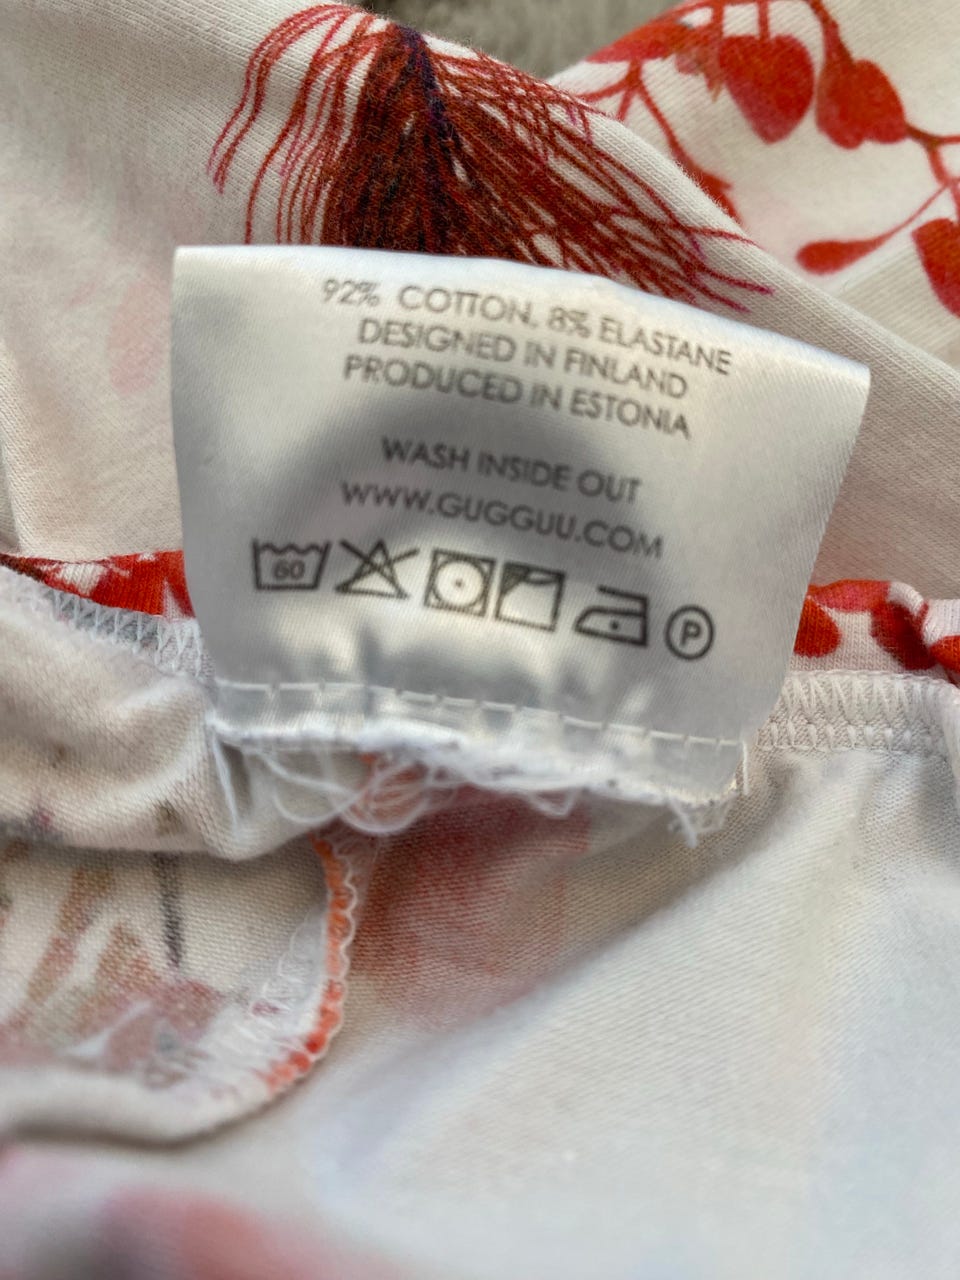 92% COTTON, 8% ELASTANE
DESIGNED IN FINLAND
PRODUCED IN ESTONIA
WASH INSIDE OUT
WWW.GUGGUU.COM
60 P